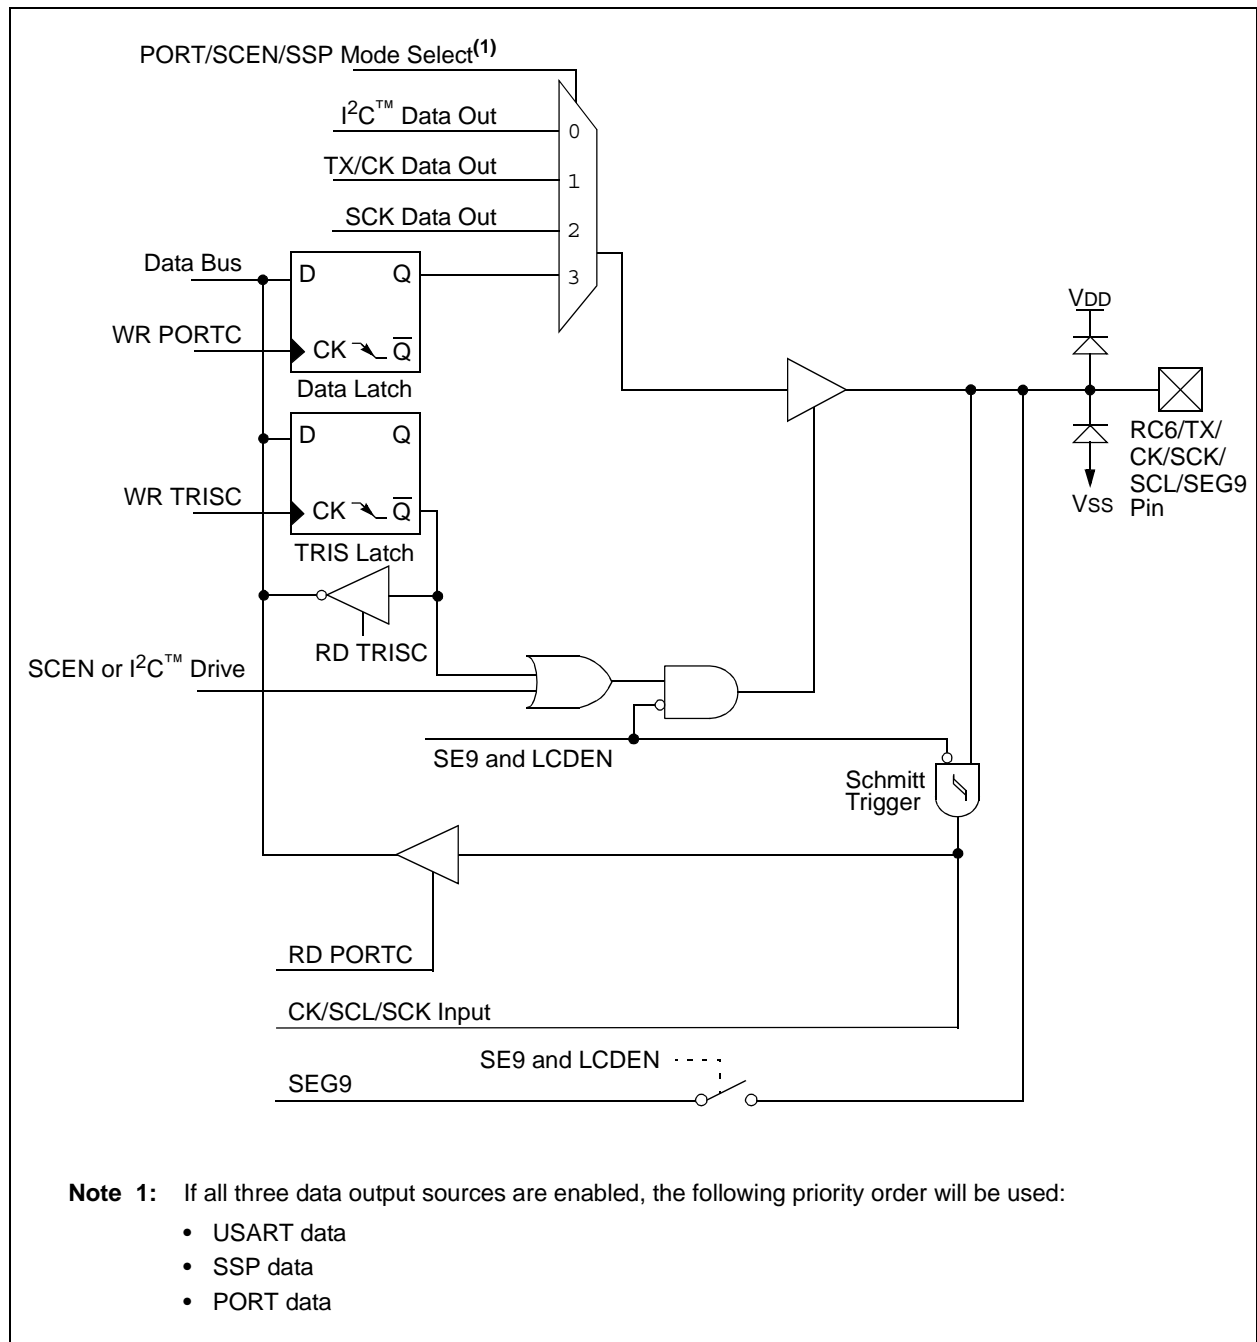 PORT/SCEN/SSP Mode Select(1)
I2C™ Data Out
0
TX/CK Data Out
1
SCK Data Out
2
Data Bus
D Q
3
VDD
WR PORTC
CK Q
Data Latch
D Q
RC6/TX/
CK/SCK/
SCL/SEG9
Pin
WR TRISC
CK Q
VSS
TRIS Latch
RD TRISC
SCEN or I2C™ Drive
SE9 and LCDEN
Schmitt
Trigger
RD PORTC
CK/SCL/SCK Input
SE9 and LCDEN
SEG9
Note 1: If all three data output sources are enabled, the following priority order will be used:
• USART data
• SSP data
• PORT data